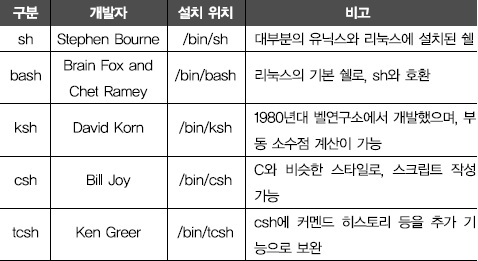 구분 개발자 설치 위치 비고
sh Stephen Bourne /bin/sh 대부분의 유닉스와 리눅스에 설치된 쉘
bash Brain Fox and Chet Ramey /bin/bash 리눅스의 기본 쉘로, sh와 호환
ksh David Korn /bin/ksh 1980년대 벨연구소에서 개발했으며, 부
동 소수점 계산이 가능
csh Bill Joy /bin/csh C와 비슷한 스타일로, 스크립트 작성
가능
tcsh Ken Greer /bin/tcsh csh에 커멘드 히스토리 등을 추가 기
능으로 보완